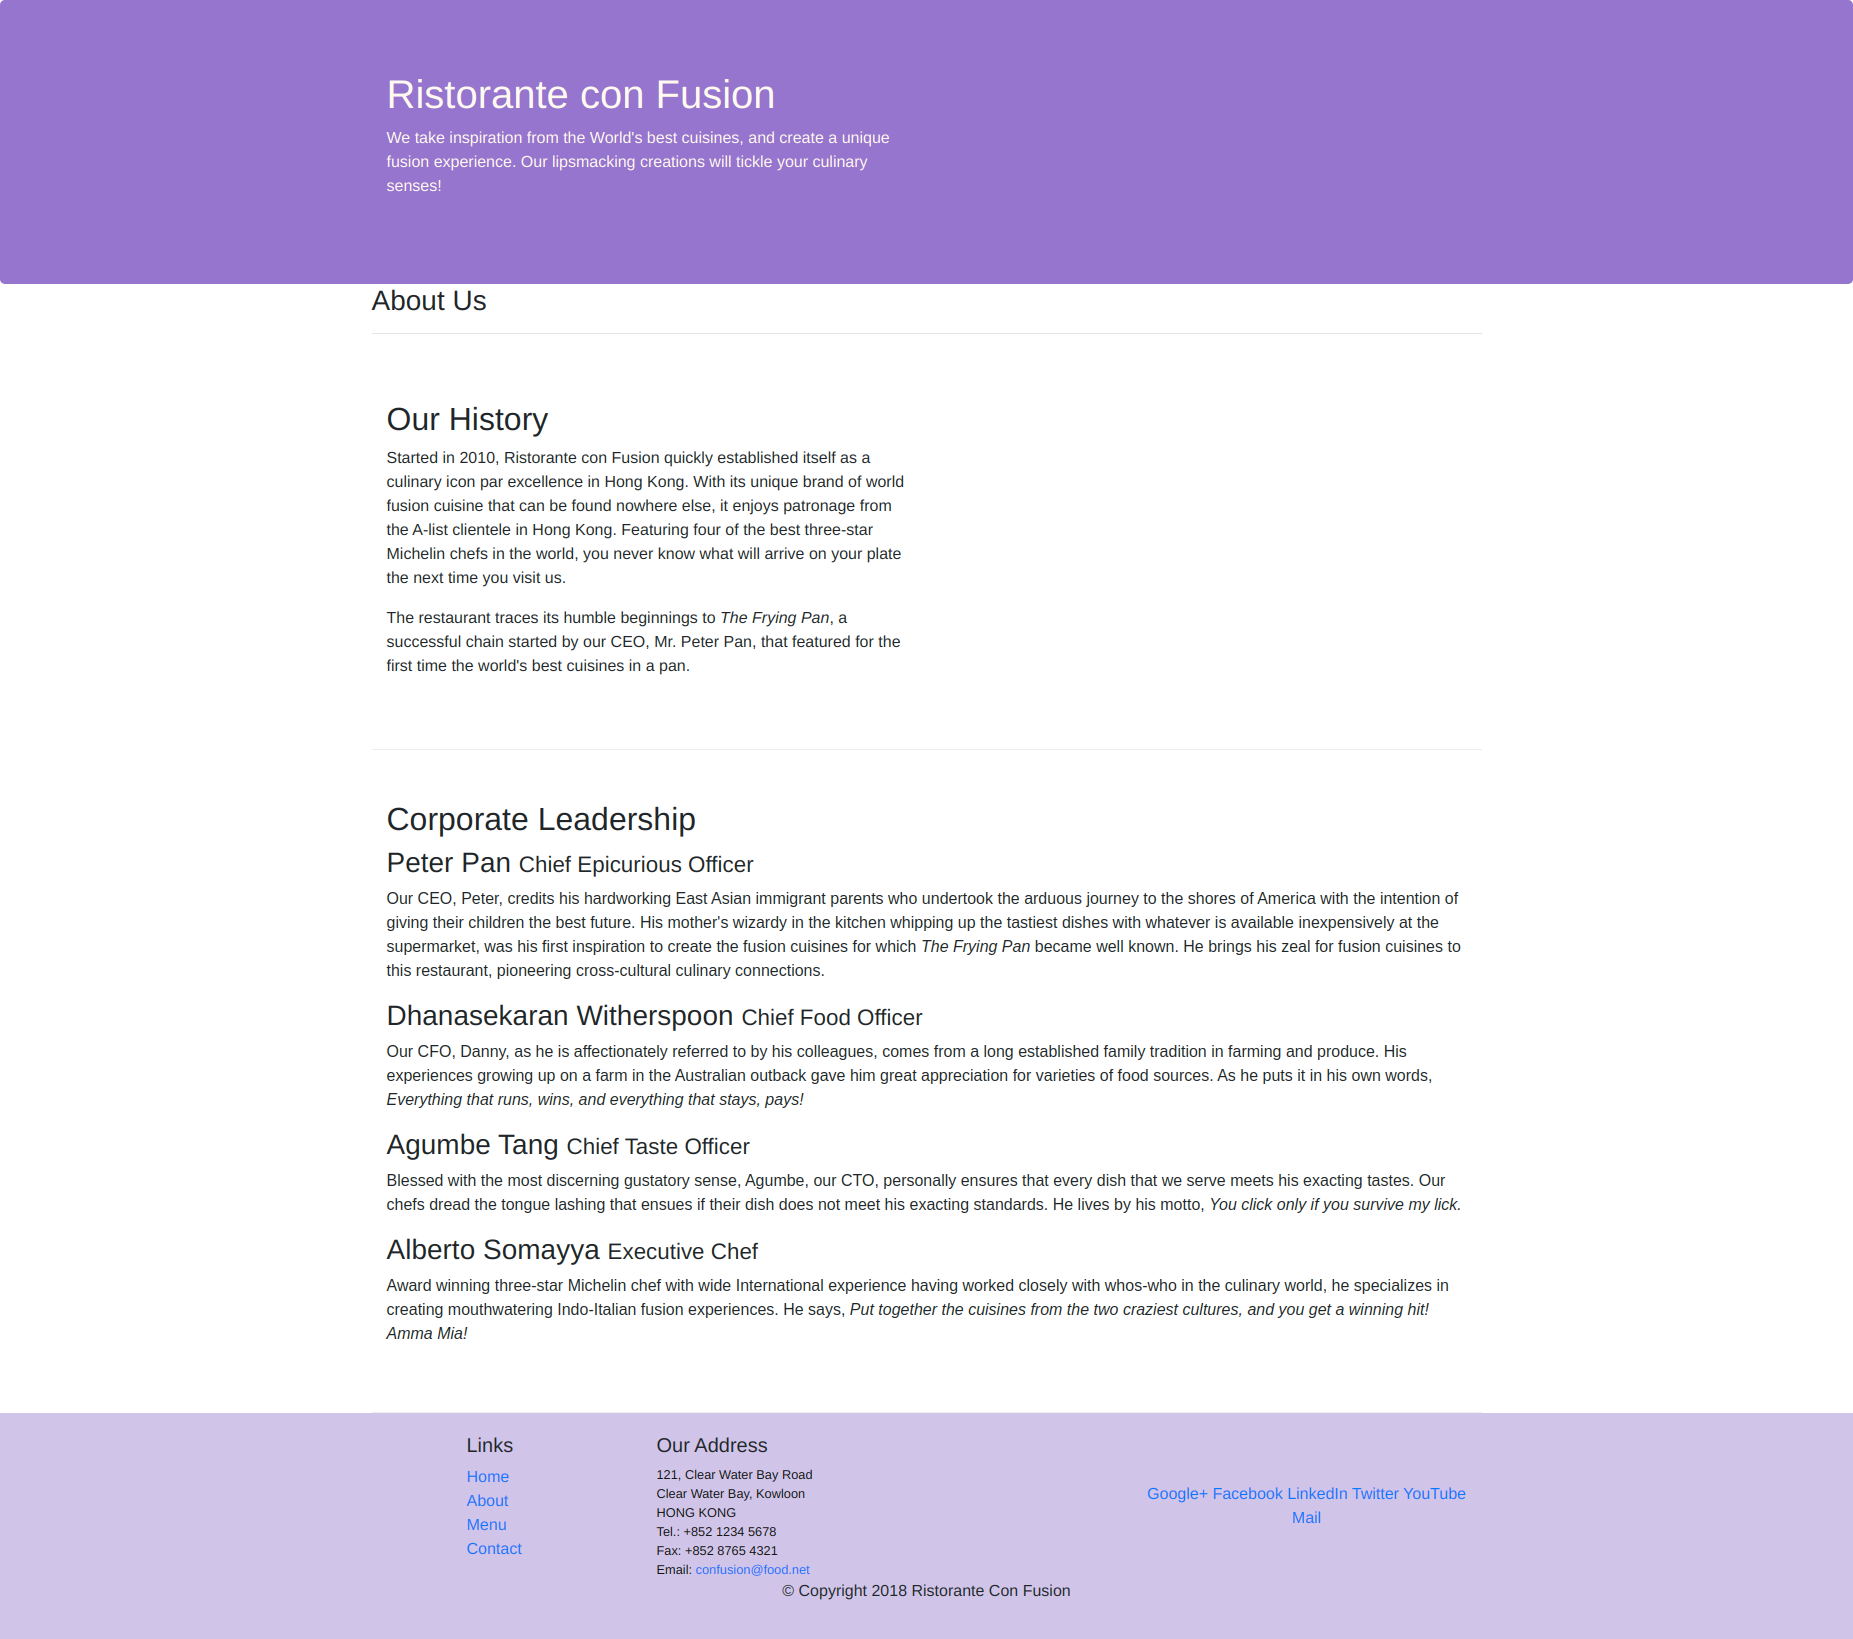 Ristorante con Fusion
We take inspiration from the World's best cuisines, and create a unique
fusion experience. Our lipsmacking creations will tickle your culinary
senses!
About Us
Our History
Started in 2010, Ristorante con Fusion quickly established itself as a
culinary icon par excellence in Hong Kong. With its unique brand of world
fusion cuisine that can be found nowhere else, it enjoys patronage from
the A-list clientele in Hong Kong. Featuring four of the best three-star
Michelin chefs in the world, you never know what will arrive on your plate
the next time you visit us.
The restaurant traces its humble beginnings to The Frying Pan, a
successful chain started by our CEO, Mr. Peter Pan, that featured for the
first time the world's best cuisines in a pan.
Corporate Leadership
Peter Pan Chief Epicurious Officer
Our CEO, Peter, credits his hardworking East Asian immigrant parents who undertook the arduous journey to the shores of America with the intention of
giving their children the best future. His mother's wizardy in the kitchen whipping up the tastiest dishes with whatever is available inexpensively at the
supermarket, was his first inspiration to create the fusion cuisines for which The Frying Pan became well known. He brings his zeal for fusion cuisines to
this restaurant, pioneering cross-cultural culinary connections.
Dhanasekaran Witherspoon Chief Food Officer
Our CFO, Danny, as he is affectionately referred to by his colleagues, comes from a long established family tradition in farming and produce. His
experiences growing up on a farm in the Australian outback gave him great appreciation for varieties of food sources. As he puts it in his own words,
Everything that runs, wins, and everything that stays, pays!
Agumbe Tang Chief Taste Officer
Blessed with the most discerning gustatory sense, Agumbe, our CTO, personally ensures that every dish that we serve meets his exacting tastes. Our
chefs dread the tongue lashing that ensues if their dish does not meet his exacting standards. He lives by his motto, You click only if you survive my lick.
Alberto Somayya Executive Chef
Award winning three-star Michelin chef with wide International experience having worked closely with whos-who in the culinary world, he specializes in
creating mouthwatering Indo-Italian fusion experiences. He says, Put together the cuisines from the two craziest cultures, and you get a winning hit!
Amma Mia!
Links
Home
About
Menu
Contact
Our Address
121, Clear Water Bay Road
Clear Water Bay, Kowloon
HONG KONG
Tel.: +852 1234 5678
Fax: +852 8765 4321
Email: confusion@food.net
Google+ Facebook LinkedIn Twitter YouTube
Mail
© Copyright 2018 Ristorante Con Fusion